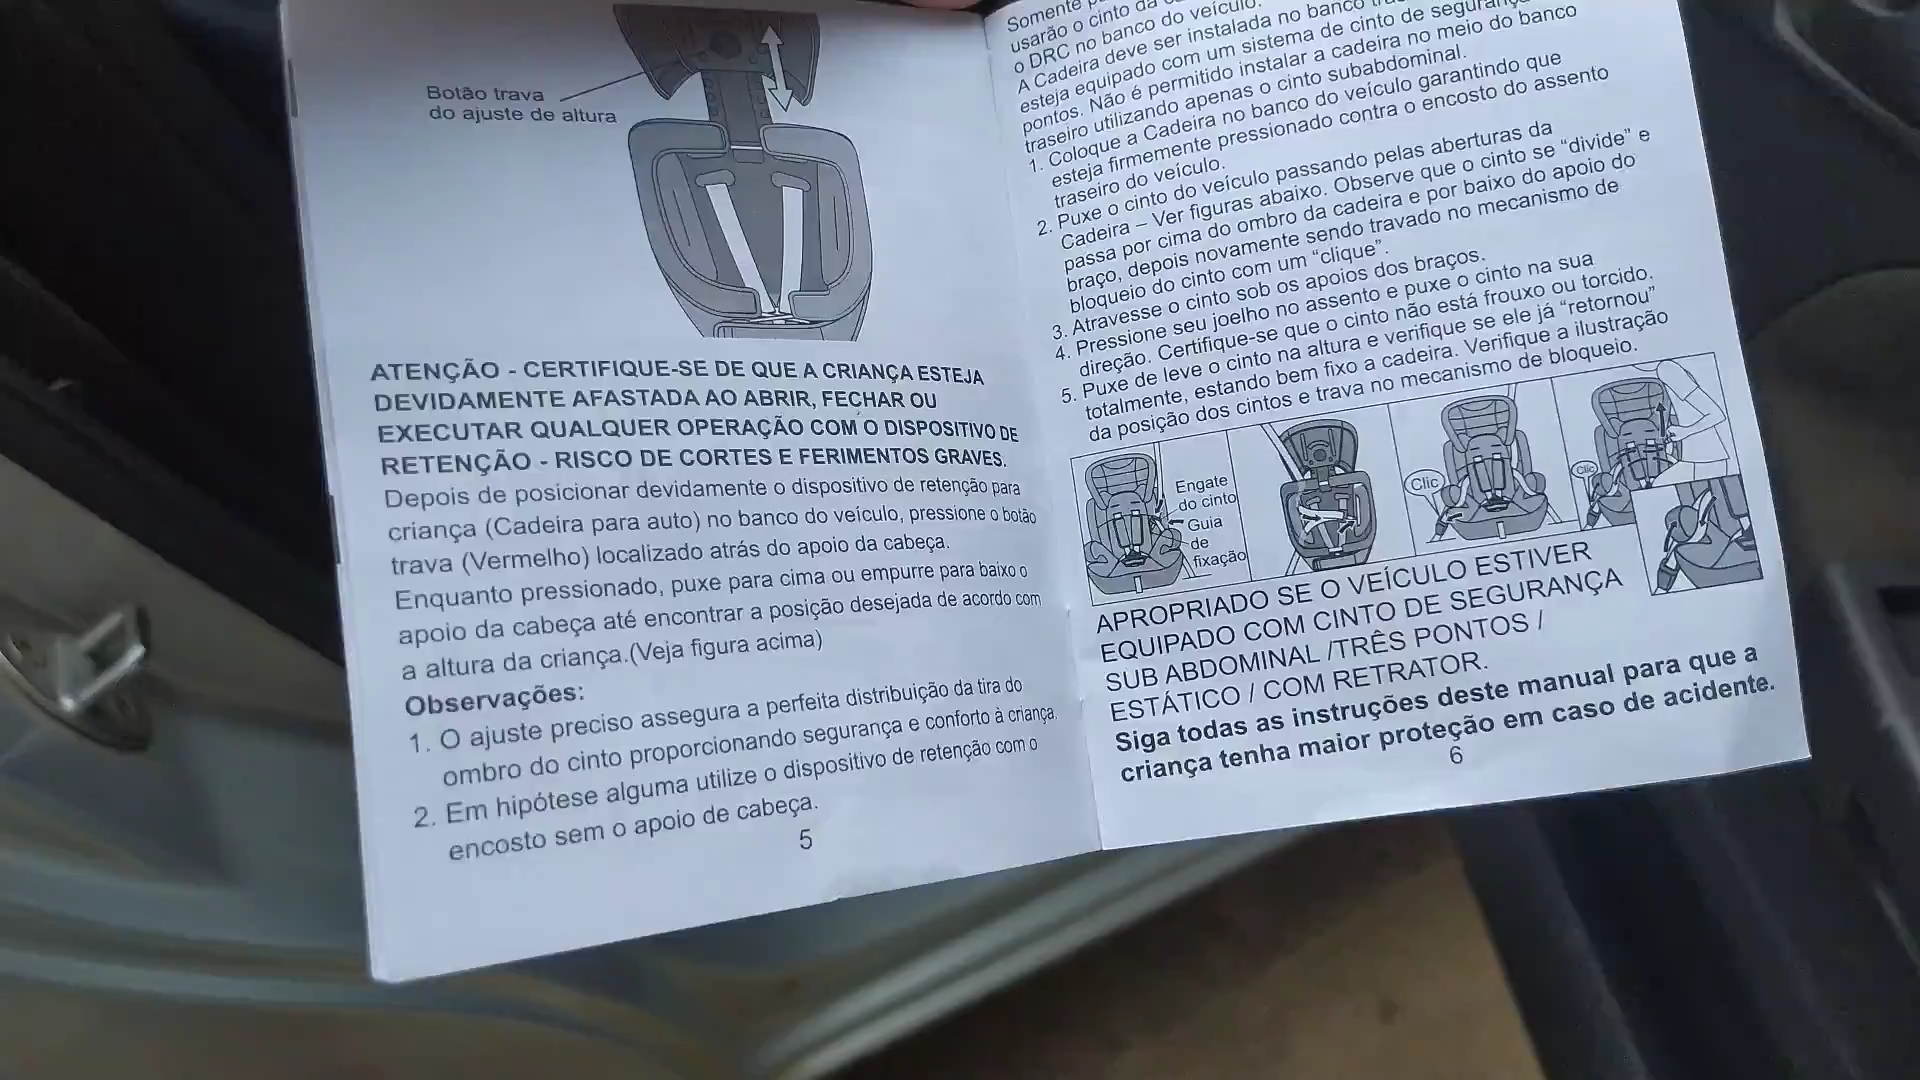 Botão trava
do ajuste de altura
ATENÇÃO - CERTIFIQUE-SE DE QUE A CRIANÇA ESTEJA
DEVIDAMENTE AFASTADA AO ABRIR, FECHAR OU
EXECUTAR QUALQUER OPERAÇÃO COM O DISPOSITIVO DE
RETENÇÃO - RISCO DE CORTES E FERIMENTOS GRAVES.
Depois de posicionar devidamente o dispositivo de retenção para
criança (Cadeira para auto) no banco do veículo, pressione o botão
trava (Vermelho) localizado atrás do apoio da cabeça.
Enquanto pressionado, puxe para cima ou empurre para baixo o
apoio da cabeça até encontrar a posição desejada de acordo com
a altura da criança.(Veja figura acima)
Observações:
1. O ajuste preciso assegura a perfeita distribuição da tira do
ombro do cinto proporcionando segurança e conforto à criança.
2. Em hipótese alguma utilize o dispositivo de retenção com o
encosto sem o apoio de cabeça.
5
Somente
usarão o cinto da
o DRC no banco do veículo.
A Cadeira deve ser instalada no banco
esteja equipado com um sistema de cinto de segurança
pontos. Não é permitido instalar a cadeira no meio do banco
traseiro utilizando apenas o cinto subabdominal.
1. Coloque a Cadeira no banco do veículo garantindo que
esteja firmemente pressionado contra o encosto do assento
traseiro do veículo.
2. Puxe o cinto do veículo passando pelas aberturas da
Cadeira – Ver figuras abaixo. Observe que o cinto se “divide” e
passa por cima do ombro da cadeira e por baixo do apoio do
braço, depois novamente sendo travado no mecanismo de
bloqueio do cinto com um “clique”.
3. Atravesse o cinto sob os apoios dos braços.
4. Pressione seu joelho no assento e puxe o cinto na sua
direção. Certifique-se que o cinto não está frouxo ou torcido.
5. Puxe de leve o cinto na altura e verifique se ele já “retornou”
totalmente, estando bem fixo a cadeira. Verifique a ilustração
da posição dos cintos e trava no mecanismo de bloqueio.
Engate
do cinto
Guia
de
fixação
Clic
Clic
APROPRIADO SE O VEÍCULO ESTIVER
EQUIPADO COM CINTO DE SEGURANÇA
SUB ABDOMINAL /TRÊS PONTOS /
ESTÁTICO / COM RETRATOR.
Siga todas as instruções deste manual para que a
criança tenha maior proteção em caso de acidente.
6